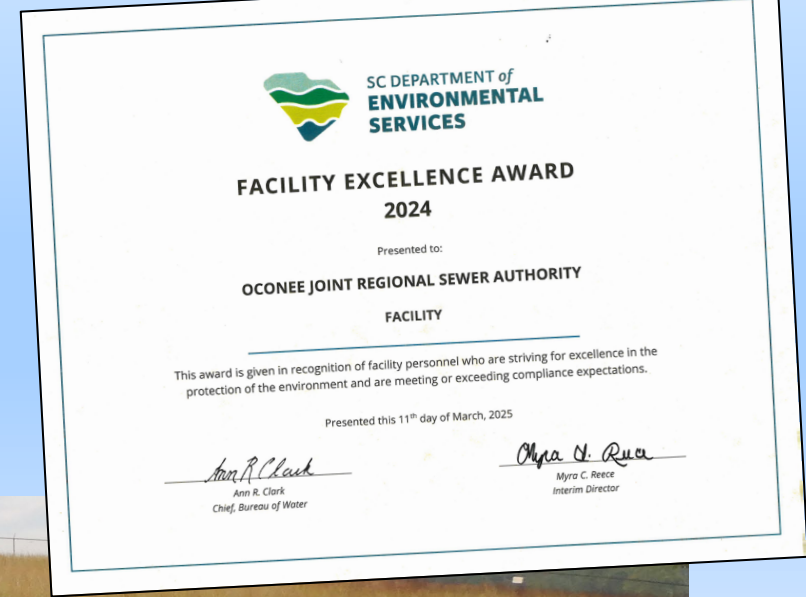 SC DEPARTMENT of
ENVIRONMENTAL
SERVICES
FACILITY EXCELLENCE AWARD
2024
Presented to:
OCONEE JOINT REGIONAL SEWER AUTHORITY
FACILITY
This award is given in recognition of facility personnel who are striving for excellence in the
protection of the environment and are meeting or exceeding compliance expectations.
Presented this 11th day of March, 2025
Ann R Clark
Ann R. Clark
Chief, Bureau of Water
Myra C. Reece
Myra C. Reece
Interim Director